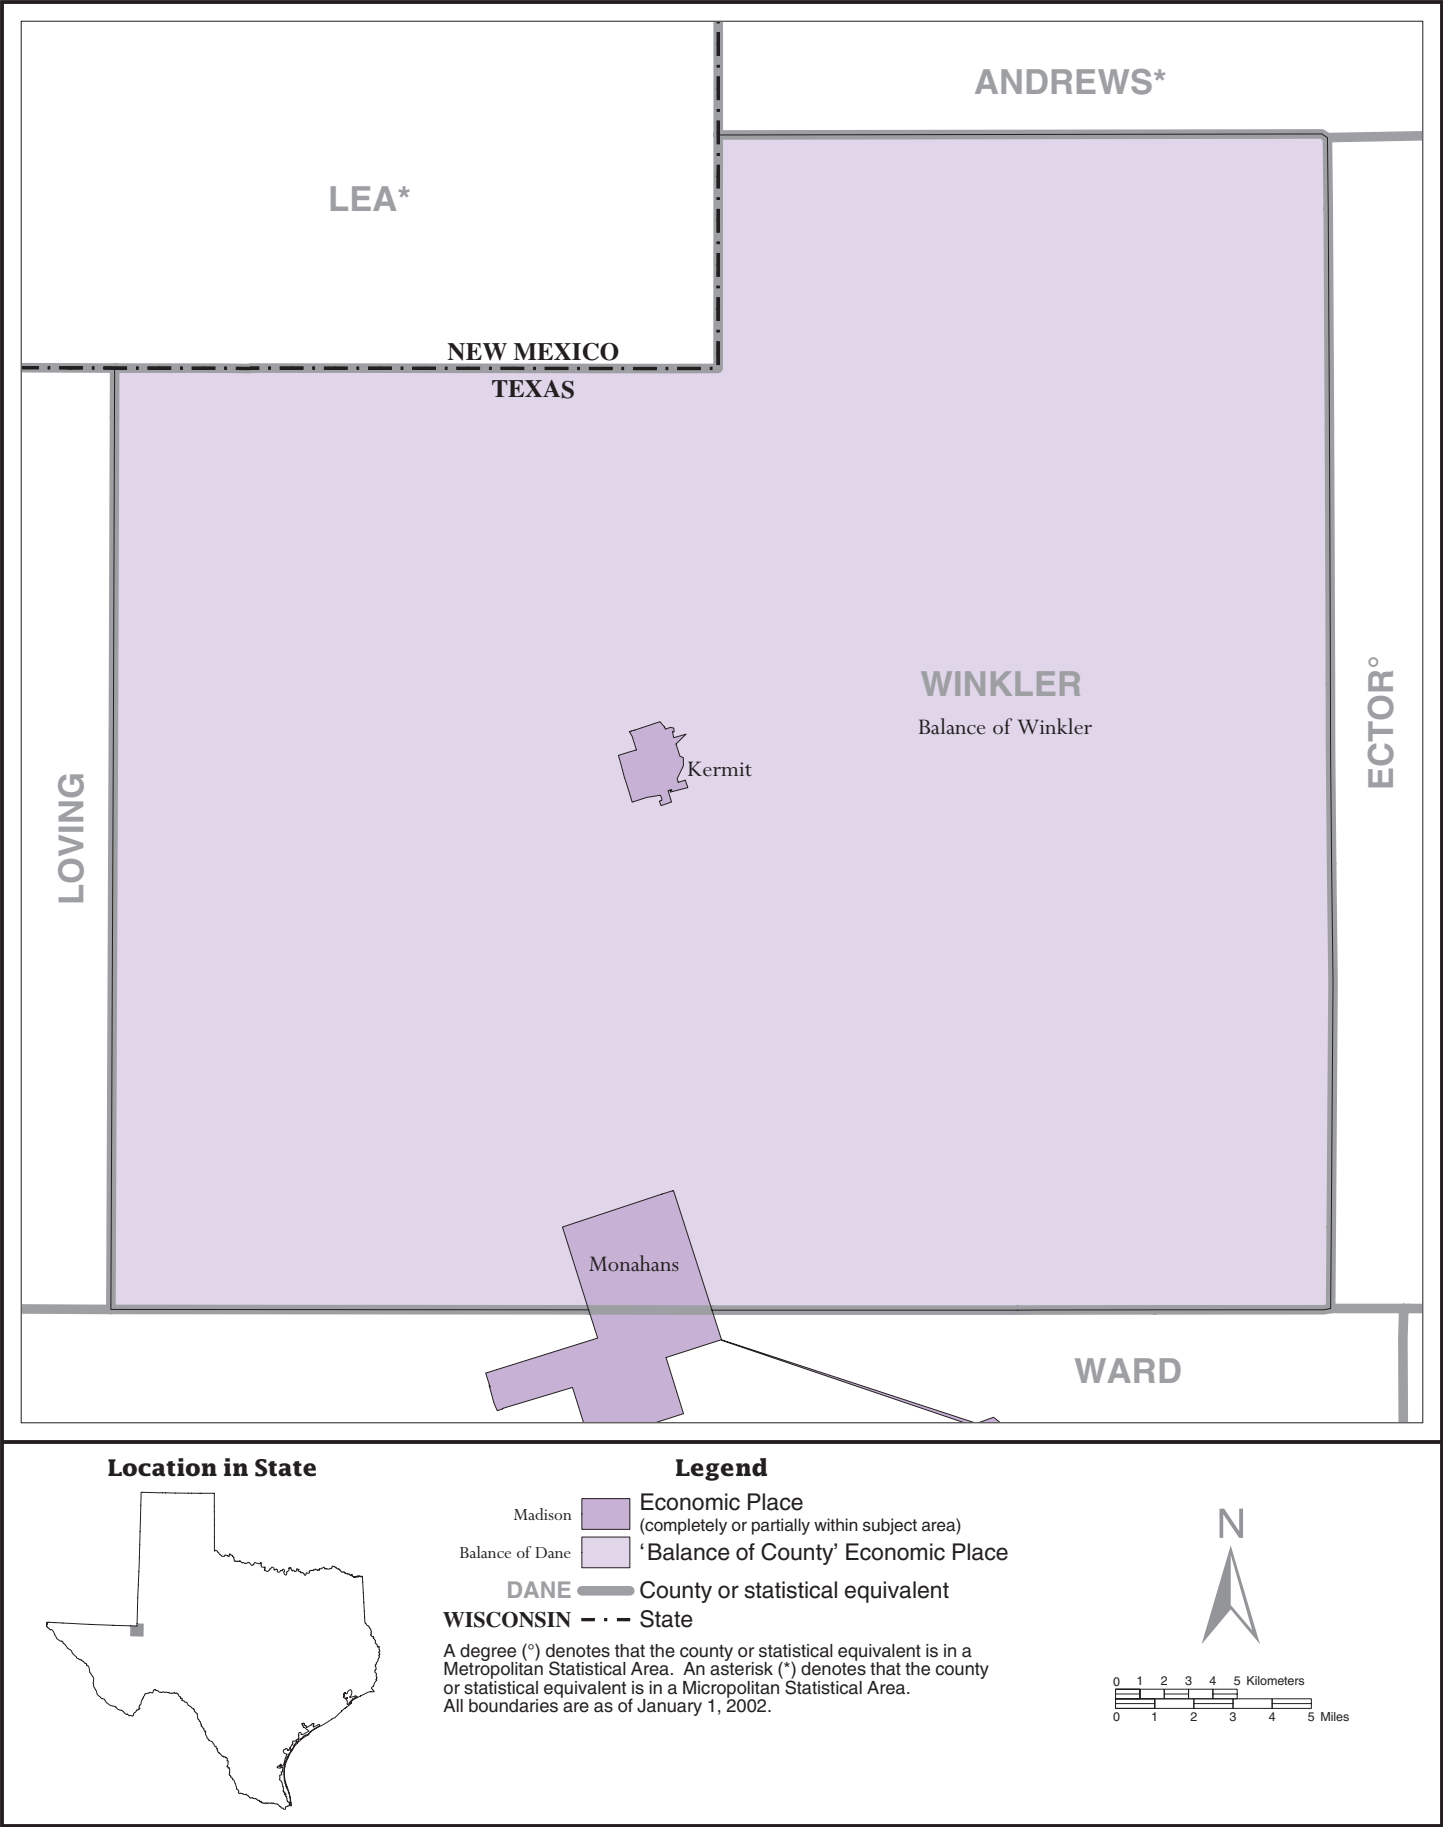 ANDREWS*
LEA*
NEW MEXICO
TEXAS
WINKLER
Balance of Winkler
ECTOR°
Kermit
LOVING
Monahans
WARD
Location in State
Legend
Madison
Economic Place
(completely or partially within subject area)
Balance of Dane
‘Balance of County’ Economic Place
DANE
County or statistical equivalent
WISCONSIN
State
A degree (°) denotes that the county or statistical equivalent is in a
Metropolitan Statistical Area.  An asterisk (*) denotes that the county
or statistical equivalent is in a Micropolitan Statistical Area.
All boundaries are as of January 1, 2002.
N
0 1 2 3 4 5 Kilometers
0 1 2 3 4 5 Miles